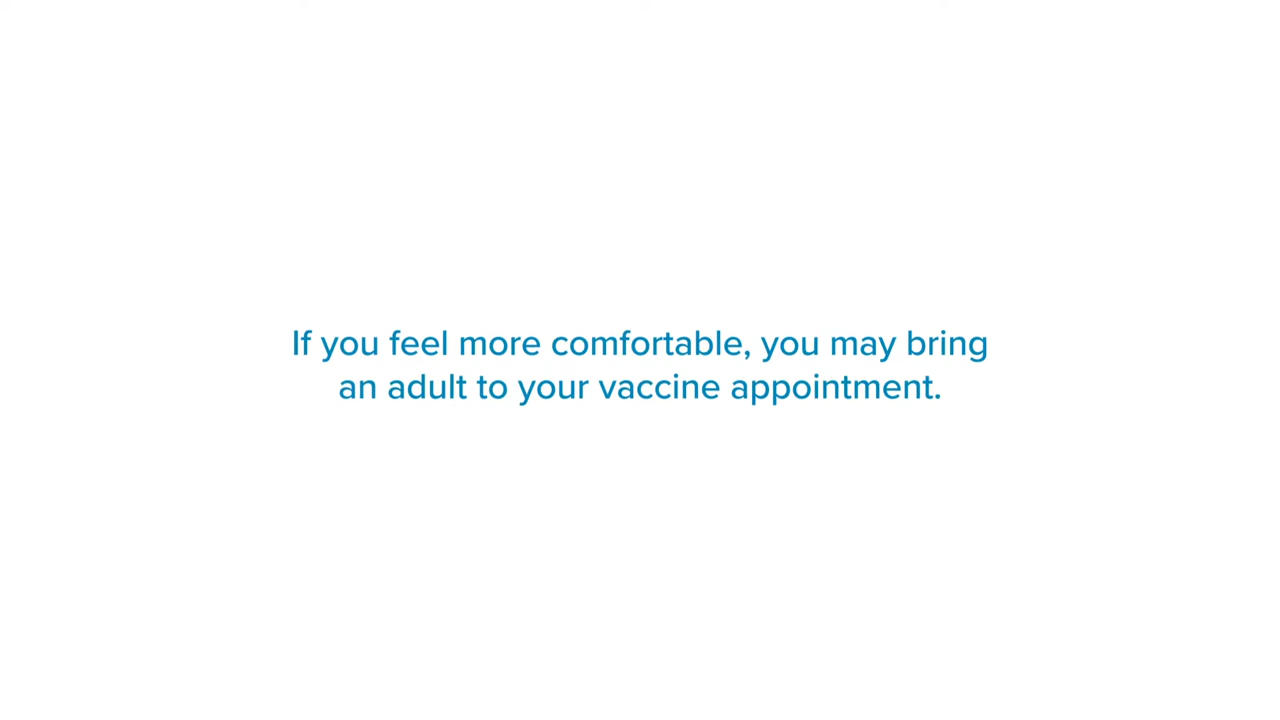 If you feel more comfortable, you may bring
an adult to your vaccine appointment.